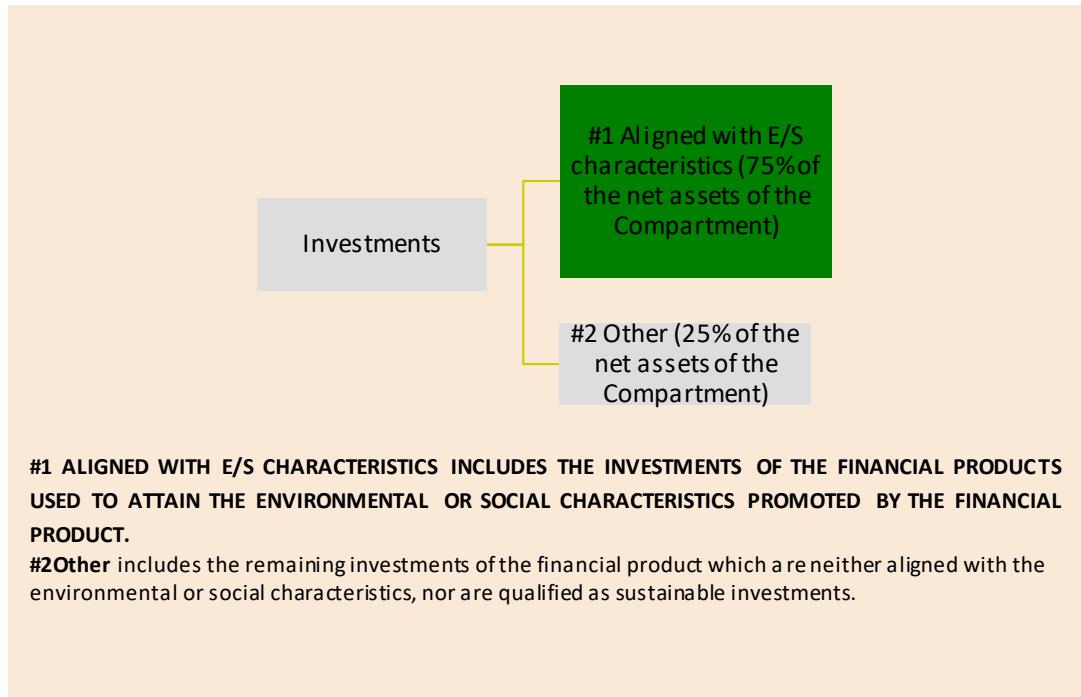 #1 Aligned with E/S
characteristics (75% of
the net assets of the
Compartment)
Investments
#2 Other (25% of the
net assets of the
Compartment)
#1 ALIGNED WITH E/S CHARACTERISTICS INCLUDES THE INVESTMENTS OF THE FINANCIAL PRODUCTS
USED TO ATTAIN THE ENVIRONMENTAL OR SOCIAL CHARACTERISTICS PROMOTED BY THE FINANCIAL
PRODUCT.
#2Other includes the remaining investments of the financial product which are neither aligned with the
environmental or social characteristics, nor are qualified as sustainable investments.